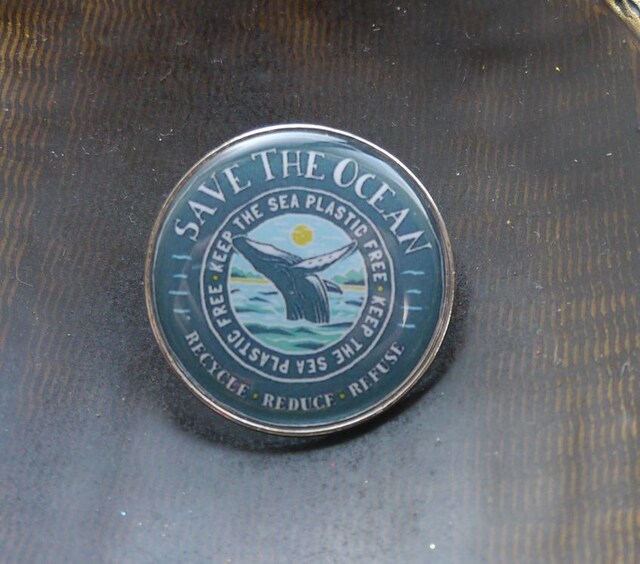 SAVE THE OCEAN
KEEP THE SEA PLASTIC FREE • KEEP THE SEA PLASTIC FREE •
RECYCLE • REDUCE • REFUSE